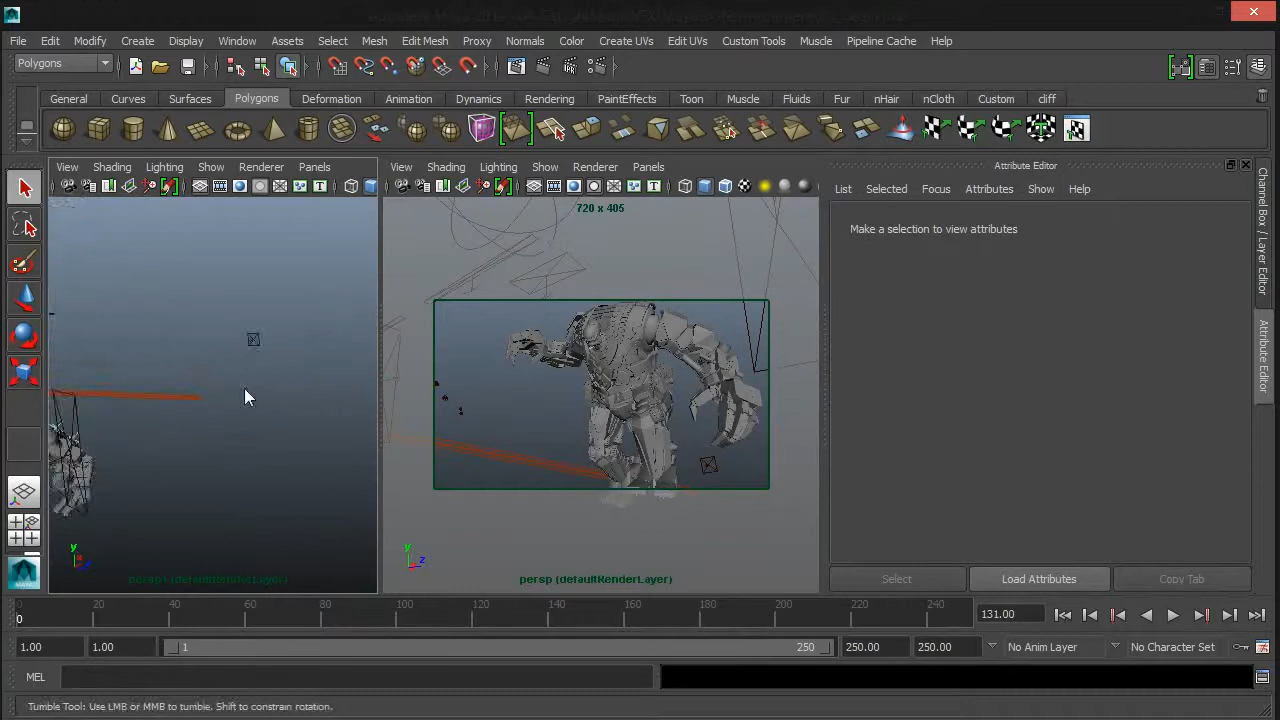 File Edit Modify Create Display Window Assets Select Mesh Edit Mesh Proxy Normals Color Create UVs Edit UVs Custom Tools Muscle Pipeline Cache Help
Polygons
General Curves Surfaces Polygons Deformation Animation Dynamics Rendering PaintEffects Toon Muscle Fluids Fur nHair nCloth Custom cliff
View Shading Lighting Show Renderer Panels
View Shading Lighting Show Renderer Panels
Attribute Editor
List Selected Focus Attributes Show Help
720 x 405
Make a selection to view attributes
Channel Box / Layer Editor
Attribute Editor
y
z
y
z
persp (defaultRenderLayer)
persp (defaultRenderLayer)
Select Load Attributes Copy Tab
0 20 40 60 80 100 120 140 160 180 200 220 240
0
131.00
1.00 1.00 1 250 250.00 250.00 No Anim Layer No Character Set
MEL
Tumble Tool: Use LMB or MMB to tumble. Shift to constrain rotation.